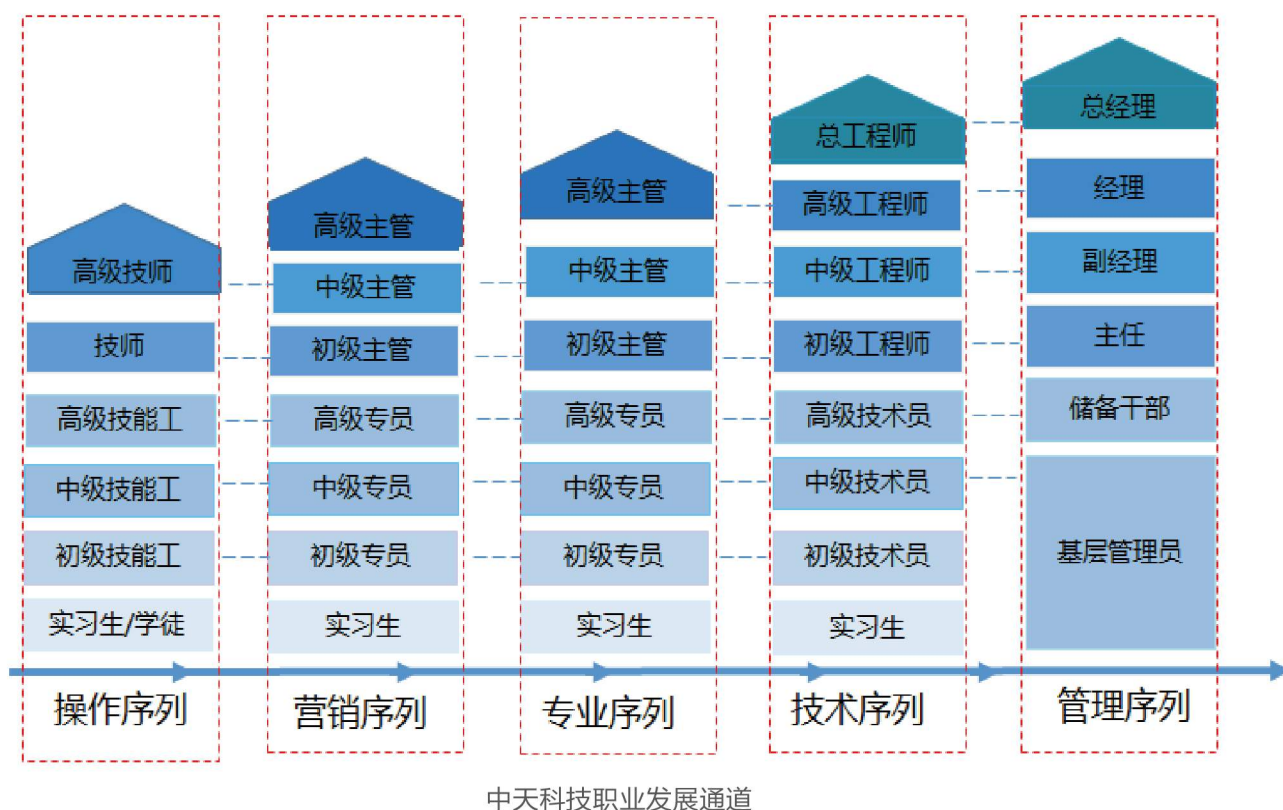 高级技师
技师
高级技能工
中级技能工
初级技能工
实习生/学徒
操作序列
高级主管
中级主管
初级主管
高级专员
中级专员
初级专员
实习生
营销序列
高级主管
中级主管
初级主管
高级专员
中级专员
初级专员
实习生
专业序列
总工程师
高级工程师
中级工程师
初级工程师
高级技术员
中级技术员
初级技术员
实习生
技术序列
总经理
经理
副经理
主任
储备干部
基层管理员
管理序列
中天科技职业发展通道